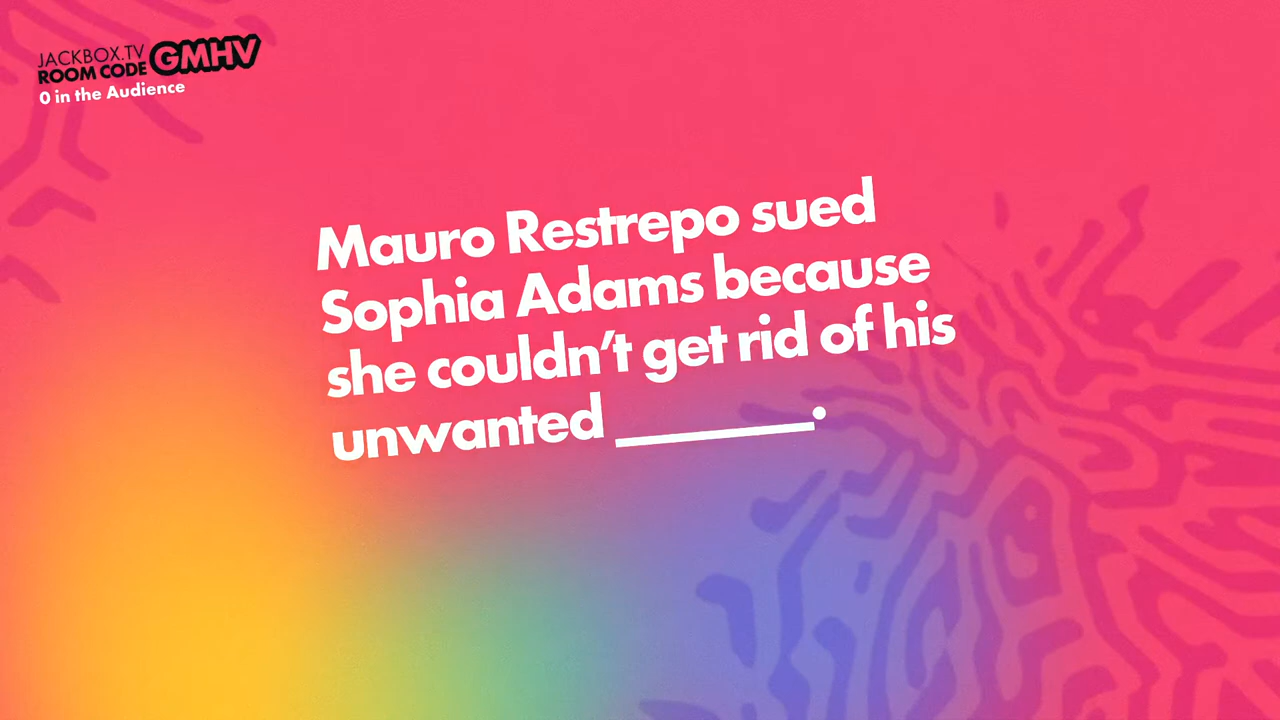 JACKBOX.TV
ROOM CODE GMHV
0 in the Audience
Mauro Restrepo sued
Sophia Adams because
she couldn't get rid of his
unwanted ________.